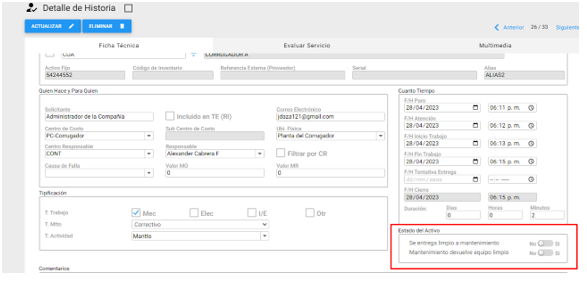 Detalle de Historia
ACTUALIZAR
ELIMINAR
Anterior 26 / 33 Siguiente
Ficha Técnica
Evaluar Servicio
Multimedia
CORRUGADOR A
Activo Fijo
Código de Inventario
Referencia Externa (Proveedor)
Serial
Alias
54244552
ALIAS2
Quien Hace y Para Quien
Solicitante
Administrador de la Compañía
Incluido en TE (RI)
Correo Electrónico
jdsza121@gmail.com
Centro de Costo
PC-Corrugador
Sub Centro de Costo
Ubi. Física
Planta del Corrugador
Centro Responsable
CONT
Responsable
Alexander Cabrera F
Filtrar por CR
Causa de Falla
Valor MO
0
Valor MR
0
Cuanto Tiempo
F/H Paro
28/04/2023 06:11 p. m.
F/H Atención
28/04/2023 06:12 p. m.
F/H Inicio Trabajo
28/04/2023 06:13 p. m.
F/H Fin Trabajo
28/04/2023 06:15 p. m.
F/H Tentativa Entrega
dd/mm/aaaa --:-- --
F/H Cierre
28/04/2023 06:15 p. m.
Duración:
Días
Horas
Minutos
0
0
2
Tipificación
T. Trabajo
Mec
Elec
I/E
Otr
T. Mtto
Correctivo
T. Actividad
Mantto
Estado del Activo
Se entrega limpio a mantenimiento No Si
Mantenimiento devuelve equipo limpio No Si
Comentarios